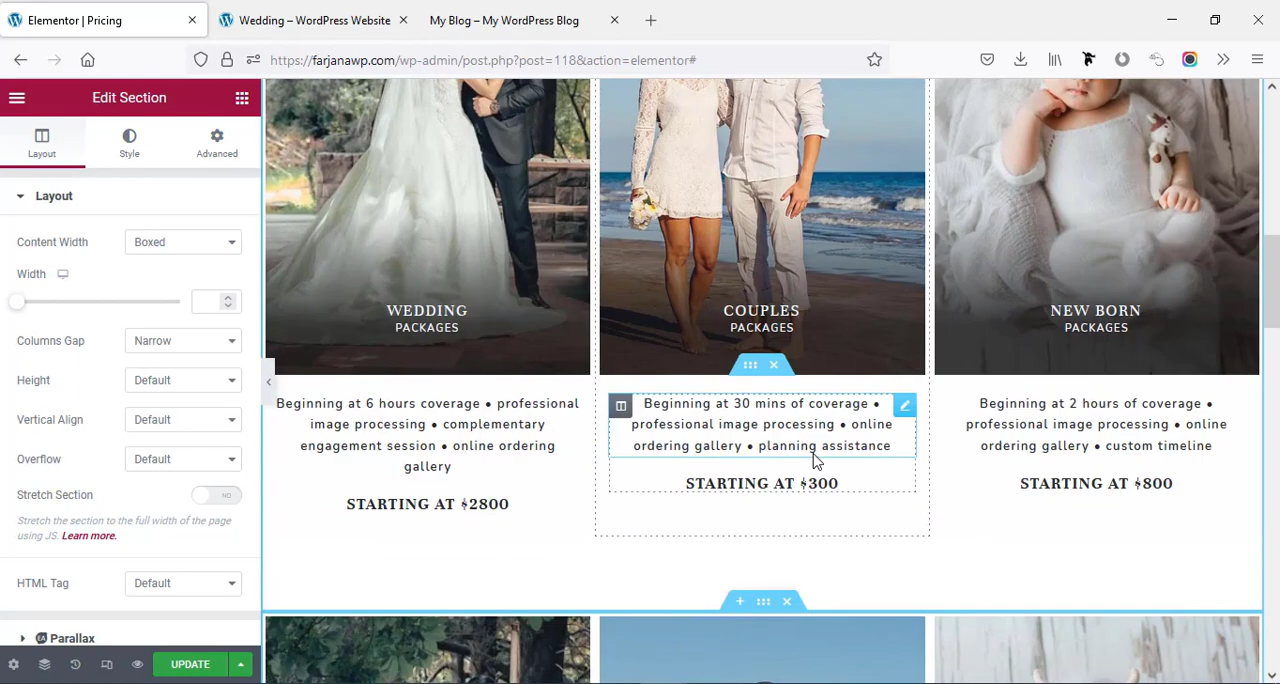 Elementor | Pricing
Wedding – WordPress Website
My Blog – My WordPress Blog
https://farjanawp.com/wp-admin/post.php?post=118&action=elementor#
Edit Section
Layout
Style
Advanced
Layout
Content Width
Boxed
Width
Columns Gap
Narrow
Height
Default
Vertical Align
Default
Overflow
Default
Stretch Section
NO
Stretch the section to the full width of the page
using JS. Learn more.
HTML Tag
Default
Parallax
UPDATE
WEDDING
PACKAGES
Beginning at 6 hours coverage • professional
image processing • complementary
engagement session • online ordering
gallery
STARTING AT $2800
COUPLES
PACKAGES
Beginning at 30 mins of coverage •
professional image processing • online
ordering gallery • planning assistance
STARTING AT $300
NEW BORN
PACKAGES
Beginning at 2 hours of coverage •
professional image processing • online
ordering gallery • custom timeline
STARTING AT $800